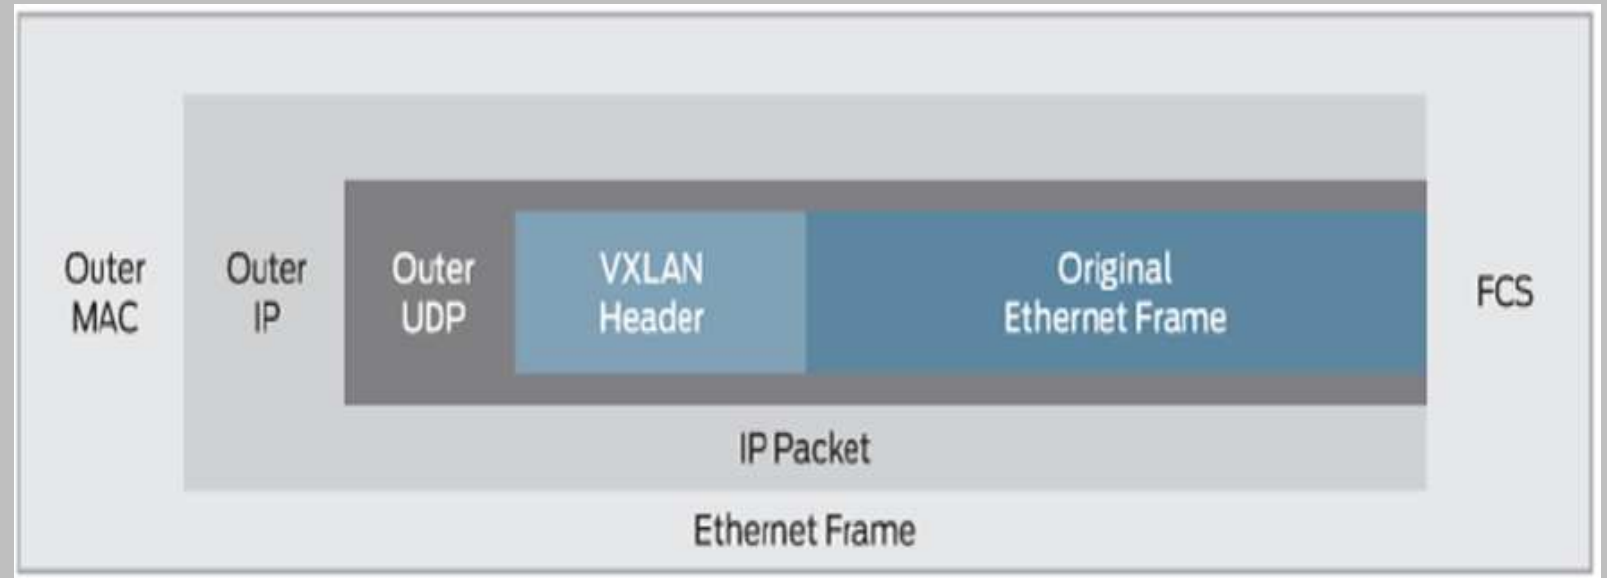 Outer
MAC
Outer
IP
Outer
UDP
VXLAN
Header
Original
Ethernet Frame
FCS
IP Packet
Ethernet Frame